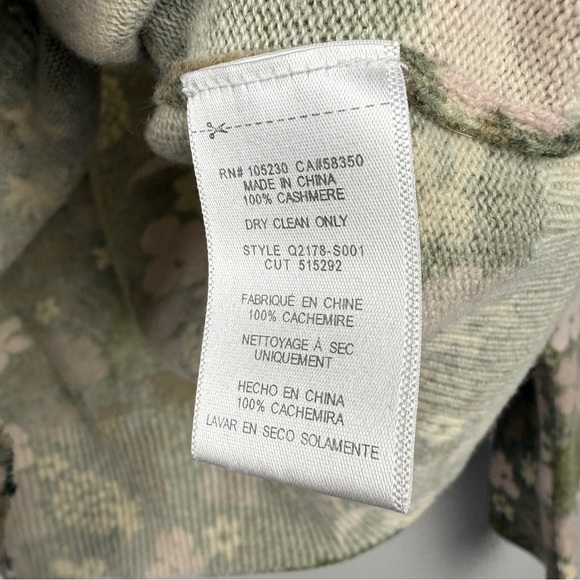 RN# 105230 CA#58350
MADE IN CHINA
100% CASHMERE
DRY CLEAN ONLY
STYLE Q2178-S001
CUT 515292
FABRIQUÉ EN CHINE
100% CACHEMIRE
NETTOYAGE À SEC
UNIQUEMENT
HECHO EN CHINA
100% CACHEMIRA
LAVAR EN SECO SOLAMENTE